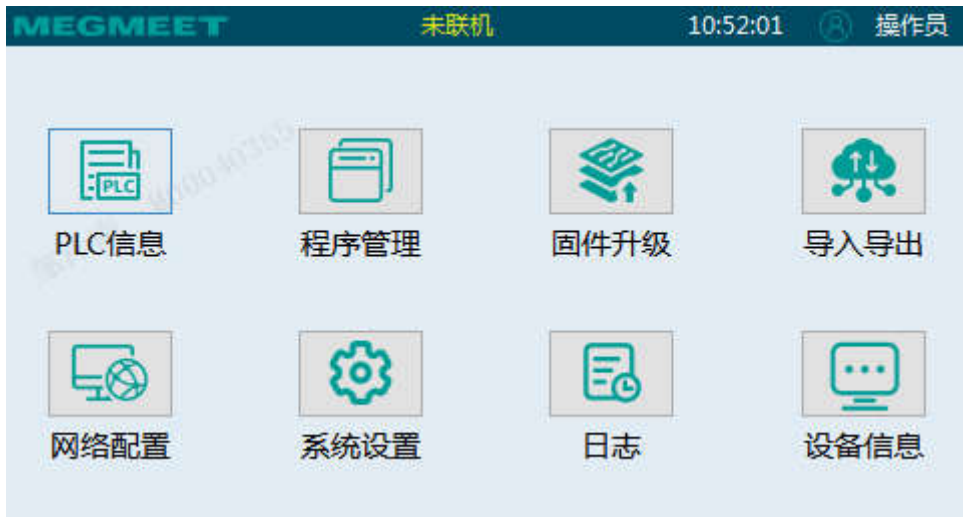 MEGMEET 未联机 10:52:01 操作员
PLC
PLC信息 程序管理 固件升级 导入导出
网络配置 系统设置 日志 设备信息